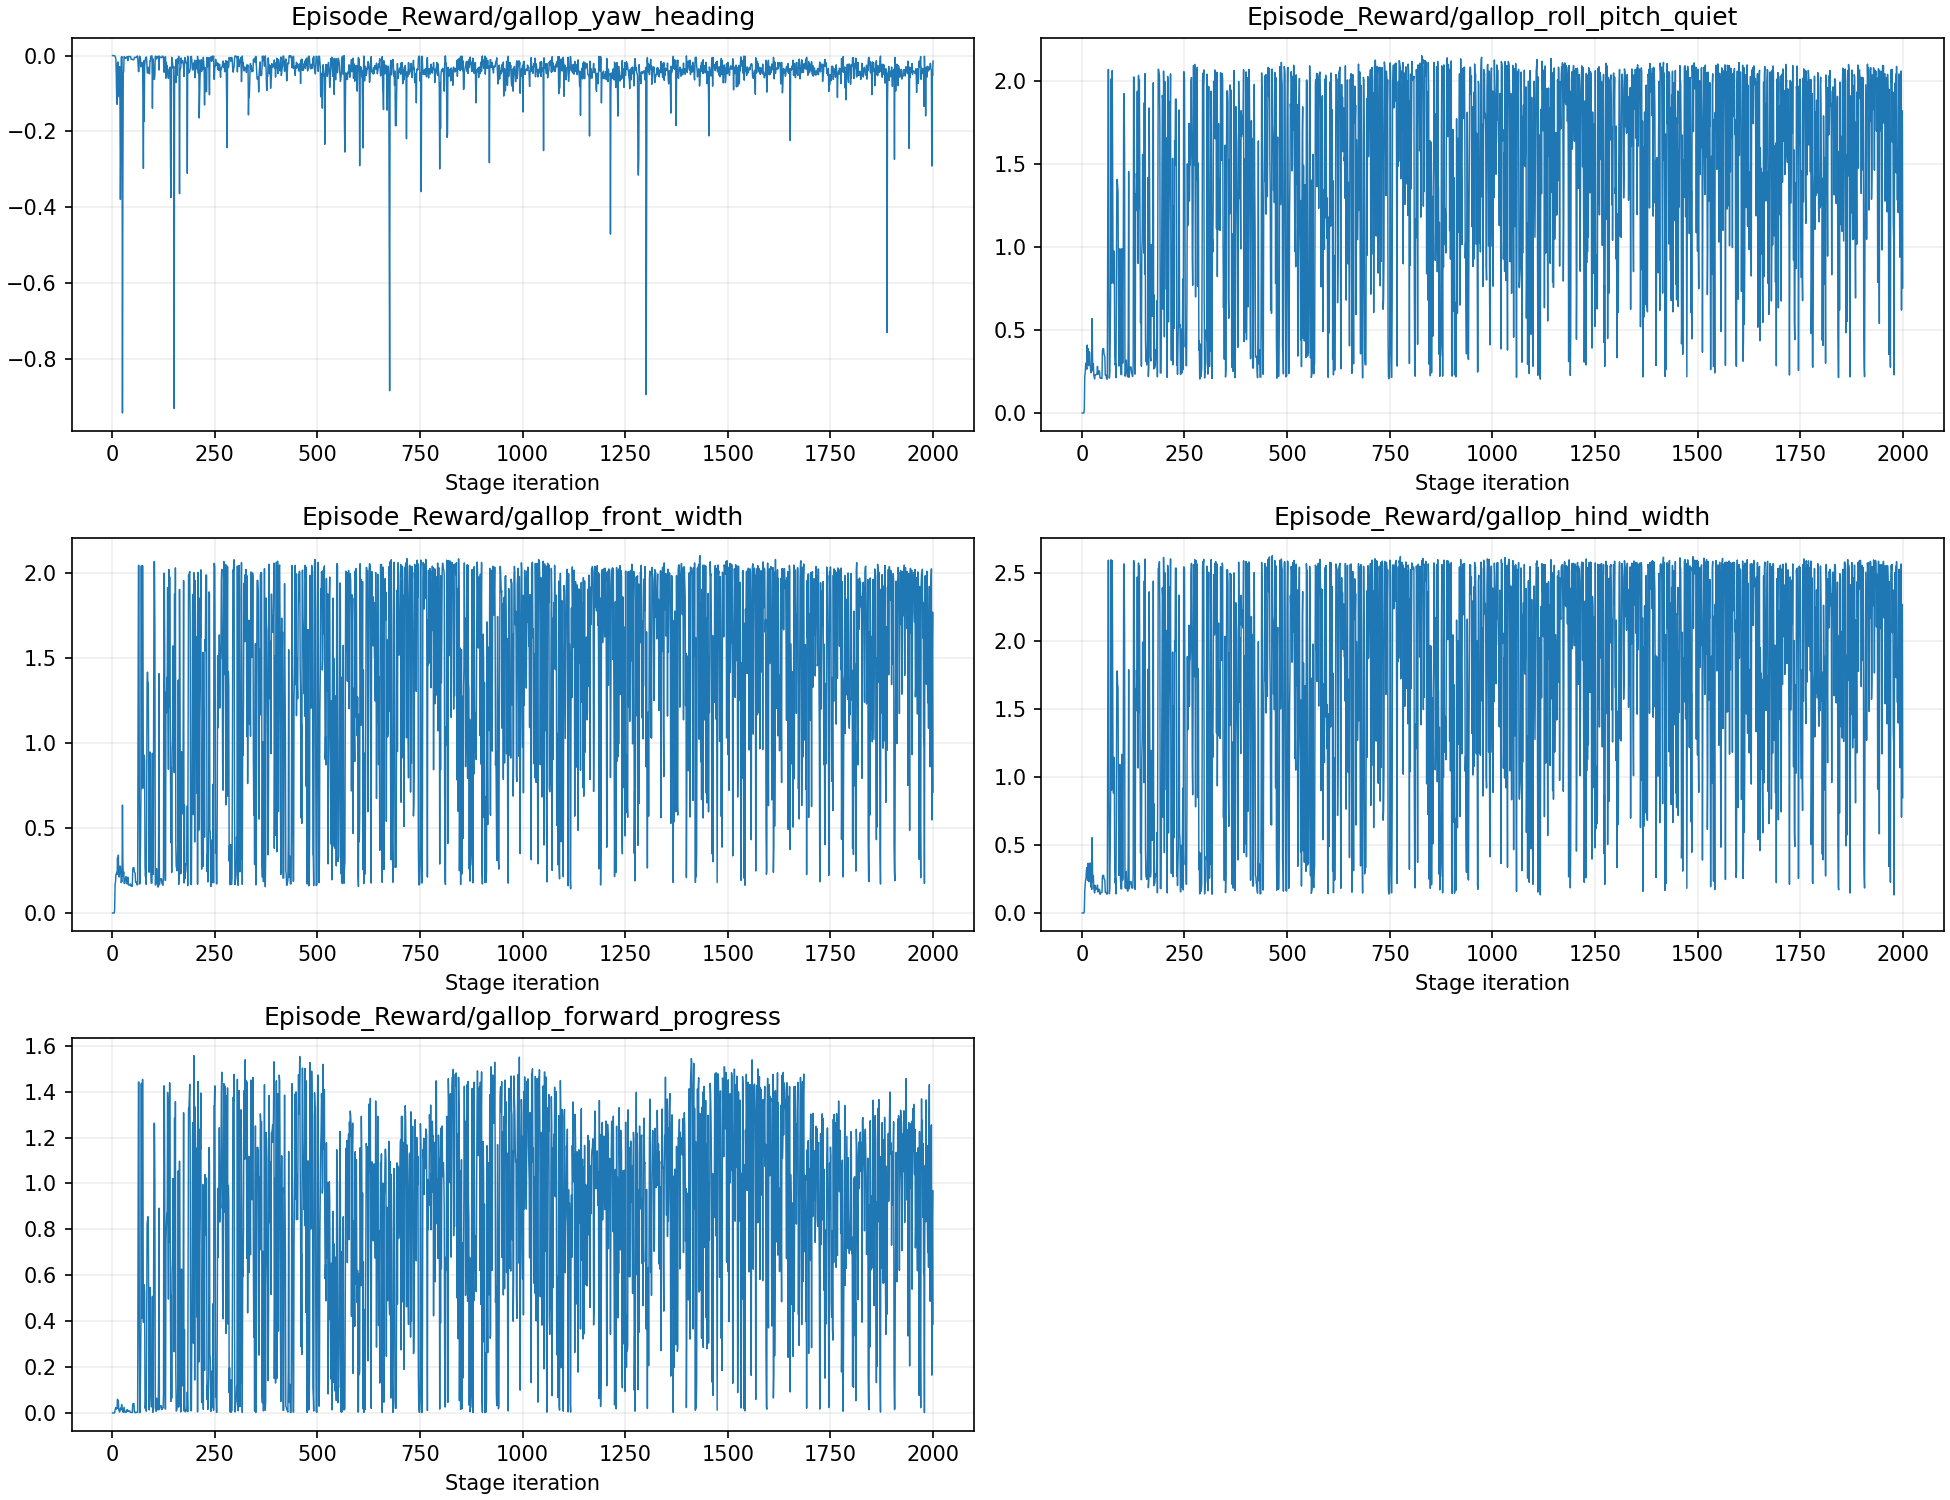 Episode_Reward/gallop_yaw_heading
0.0
−0.2
−0.4
−0.6
−0.8
0 250 500 750 1000 1250 1500 1750 2000
Stage iteration
Episode_Reward/gallop_roll_pitch_quiet
2.0
1.5
1.0
0.5
0.0
0 250 500 750 1000 1250 1500 1750 2000
Stage iteration
Episode_Reward/gallop_front_width
2.0
1.5
1.0
0.5
0.0
0 250 500 750 1000 1250 1500 1750 2000
Stage iteration
Episode_Reward/gallop_hind_width
2.5
2.0
1.5
1.0
0.5
0.0
0 250 500 750 1000 1250 1500 1750 2000
Stage iteration
Episode_Reward/gallop_forward_progress
1.6
1.4
1.2
1.0
0.8
0.6
0.4
0.2
0.0
0 250 500 750 1000 1250 1500 1750 2000
Stage iteration